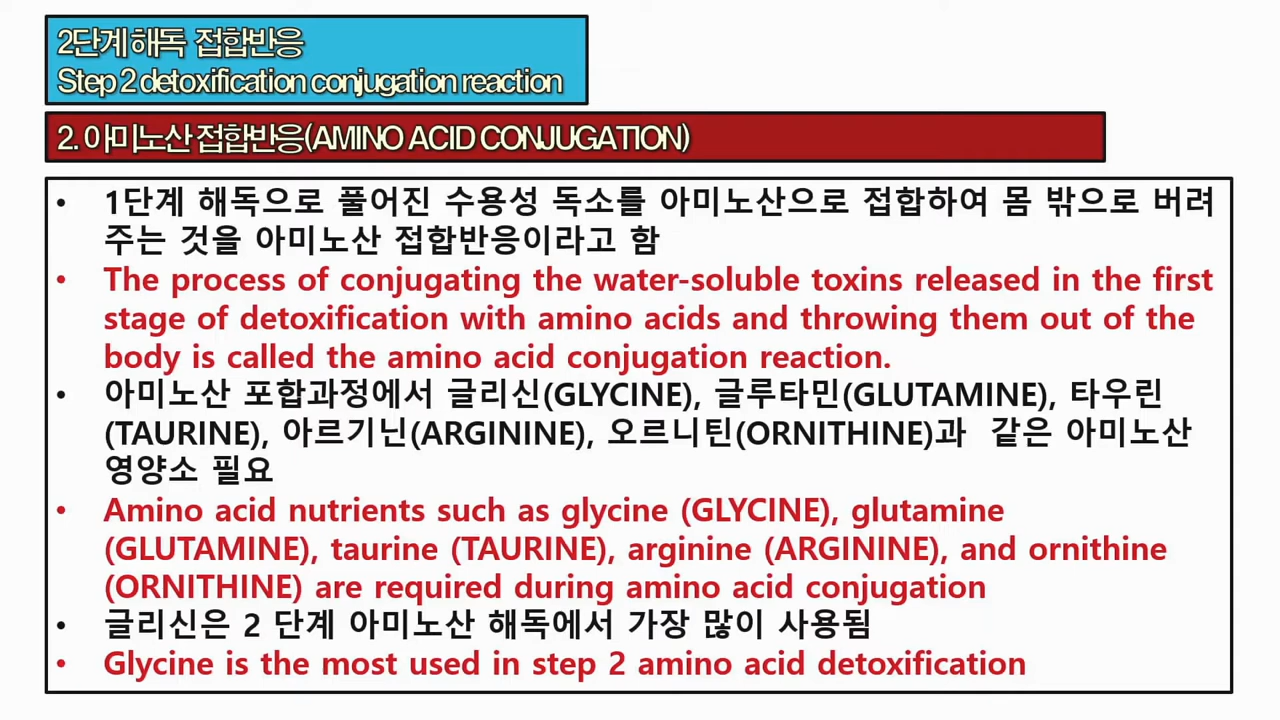 2단계 해독 접합반응
Step 2 detoxification conjugation reaction
2. 아미노산 접합반응(AMINO ACID CONJUGATION)
• 1단계 해독으로 풀어진 수용성 독소를 아미노산으로 접합하여 몸 밖으로 버려
주는 것을 아미노산 접합반응이라고 함
• The process of conjugating the water-soluble toxins released in the first
stage of detoxification with amino acids and throwing them out of the
body is called the amino acid conjugation reaction.
• 아미노산 포합과정에서 글리신(GLYCINE), 글루타민(GLUTAMINE), 타우린
(TAURINE), 아르기닌(ARGININE), 오르니틴(ORNITHINE)과 같은 아미노산
영양소 필요
• Amino acid nutrients such as glycine (GLYCINE), glutamine
(GLUTAMINE), taurine (TAURINE), arginine (ARGININE), and ornithine
(ORNITHINE) are required during amino acid conjugation
• 글리신은 2 단계 아미노산 해독에서 가장 많이 사용됨
• Glycine is the most used in step 2 amino acid detoxification